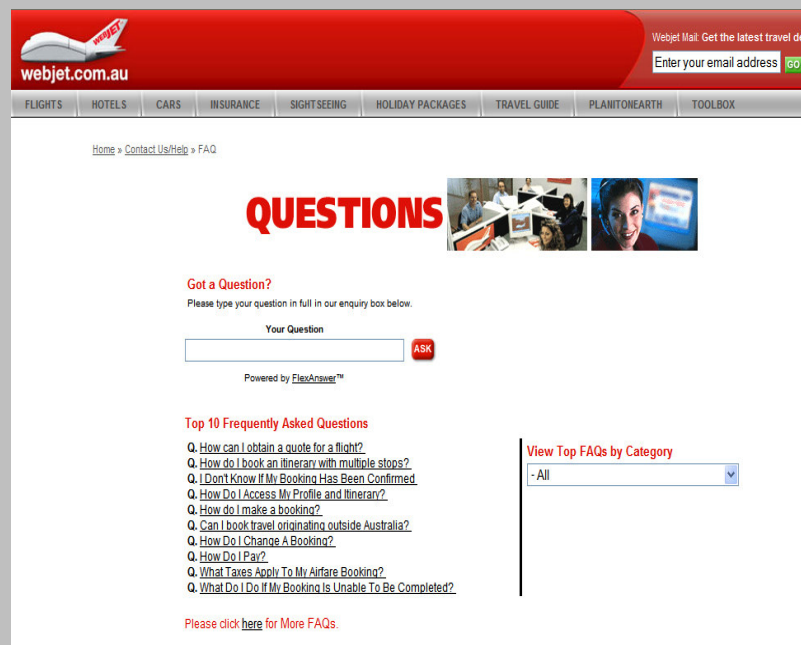 WEBJET
webjet.com.au
Webjet Mail: Get the latest travel
Enter your email address GO
FLIGHTS HOTELS CARS INSURANCE SIGHTSEEING HOLIDAY PACKAGES TRAVEL GUIDE PLANITONEARTH TOOLBOX
Home » Contact Us/Help » FAQ
QUESTIONS
Got a Question?
Please type your question in full in our enquiry box below.
Your Question
ASK
Powered by FlexAnswer™
Top 10 Frequently Asked Questions
Q. How can I obtain a quote for a flight?
Q. How do I book an itinerary with multiple stops?
Q. I Don't Know If My Booking Has Been Confirmed
Q. How Do I Access My Profile and Itinerary?
Q. How do I make a booking?
Q. Can I book travel originating outside Australia?
Q. How Do I Change A Booking?
Q. How Do I Pay?
Q. What Taxes Apply To My Airfare Booking?
Q. What Do I Do If My Booking Is Unable To Be Completed?
View Top FAQs by Category
- All
Please click here for More FAQs.